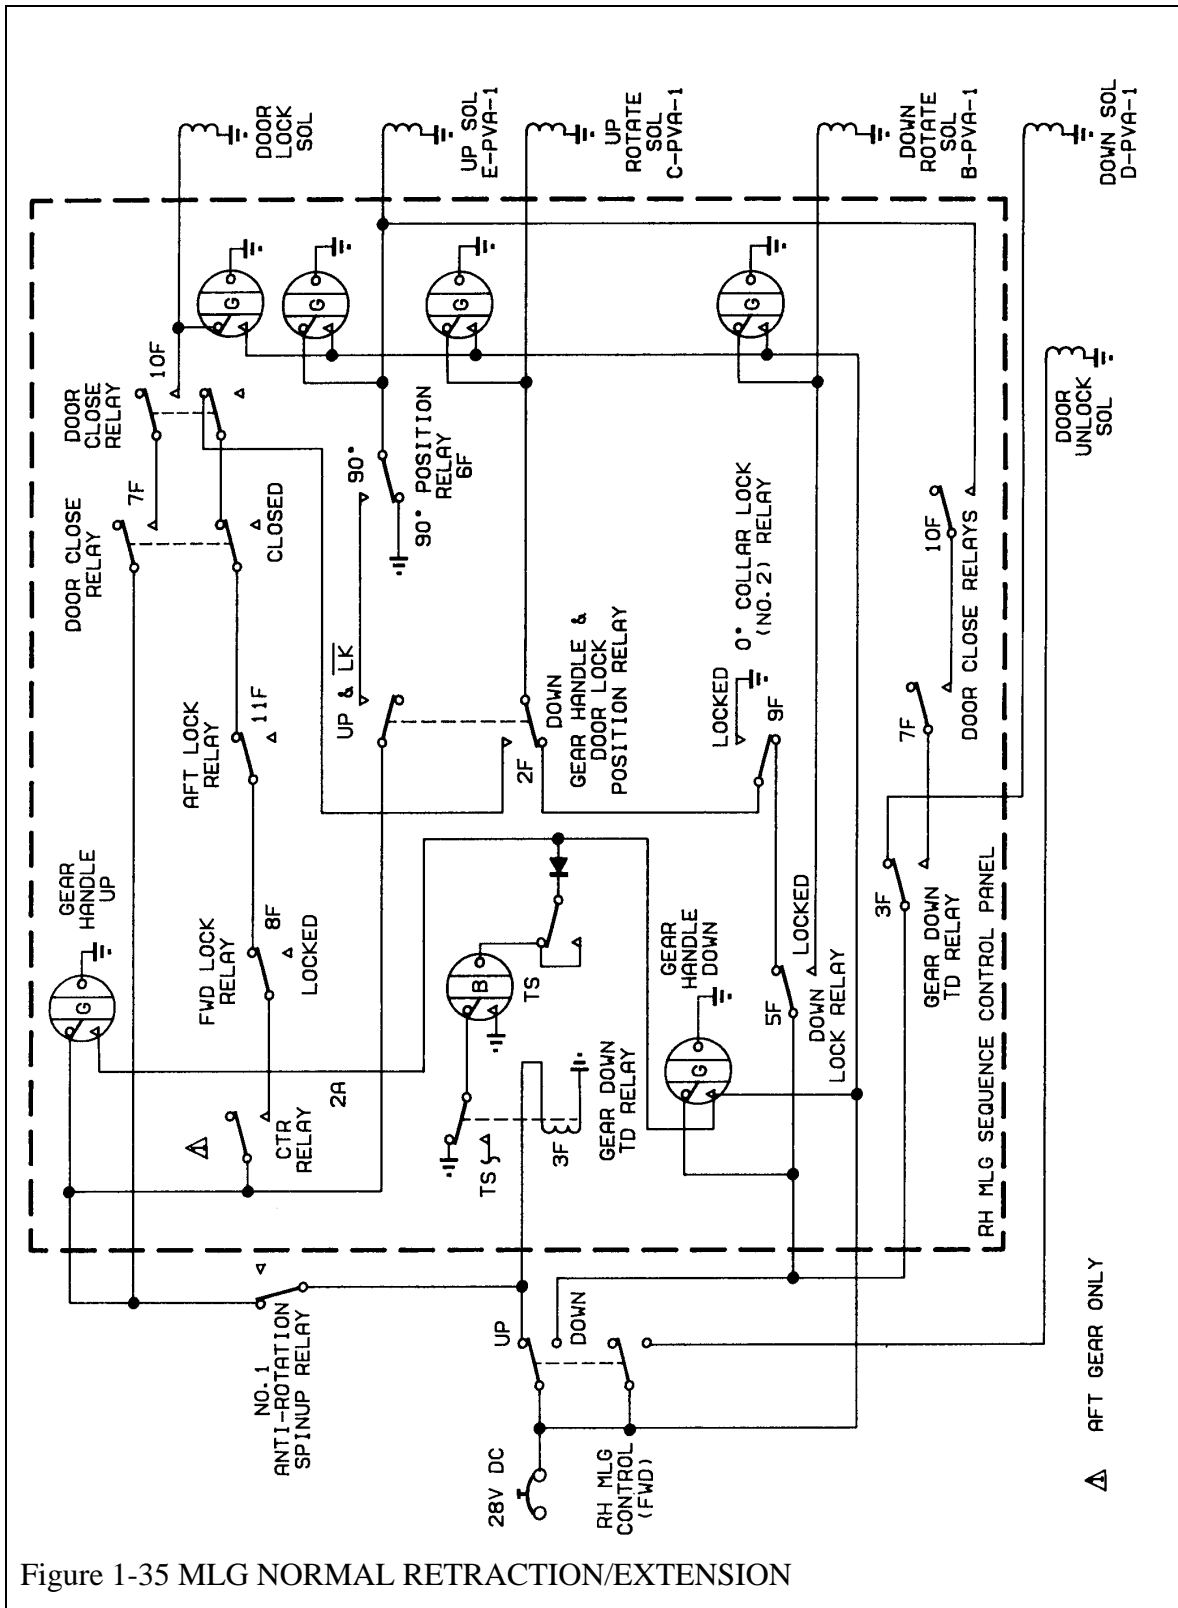 28V DC
RH MLG
CONTROL
(FWD)
UP
DOWN
NO.1
ANTI-ROTATION
SPINUP RELAY
GEAR
HANDLE
UP
G
CTR
RELAY
2A
FWD LOCK
RELAY
8F
LOCKED
AFT LOCK
RELAY
11F
DOOR CLOSE
RELAY
7F
CLOSED
DOOR
CLOSE
RELAY
10F
DOOR
LOCK
SOL
G
G
G
G
UP SOL
E-PVA-1
UP
ROTATE
SOL
C-PVA-1
DOWN
ROTATE
SOL
B-PVA-1
DOWN SOL
D-PVA-1
UP & LK
90°
90° POSITION
RELAY
6F
2F
DOWN
GEAR HANDLE &
DOOR LOCK
POSITION RELAY
B
TS
TS
3F
GEAR DOWN
TD RELAY
GEAR
HANDLE
DOWN
G
LOCKED
0° COLLAR LOCK
(NO.2) RELAY
9F
5F
LOCKED
DOWN
LOCK RELAY
3F
GEAR DOWN
TD RELAY
7F
10F
DOOR CLOSE RELAYS
DOOR
UNLOCK
SOL
RH MLG SEQUENCE CONTROL PANEL
1
1 AFT GEAR ONLY
Figure 1-35 MLG NORMAL RETRACTION/EXTENSION